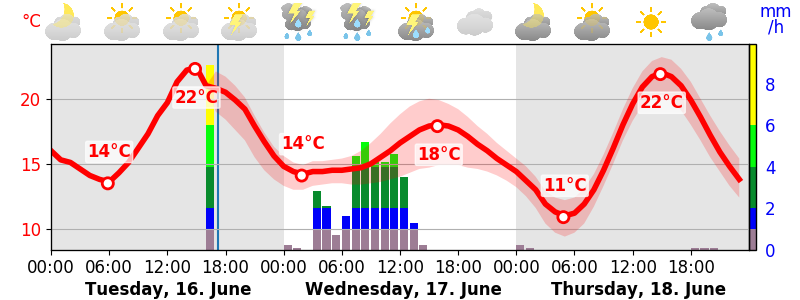 °C
mm
/h
22°C
14°C
14°C
18°C
22°C
11°C
20
15
10
8
6
4
2
0
00:00 06:00 12:00 18:00 00:00 06:00 12:00 18:00 00:00 06:00 12:00 18:00
Tuesday, 16. June Wednesday, 17. June Thursday, 18. June